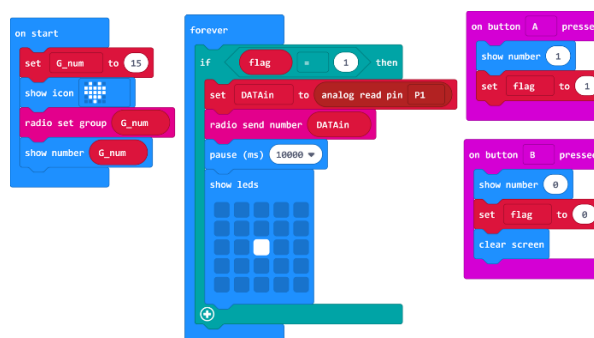 on start
set G_num to 15
show icon
radio set group G_num
show number G_num
forever
if flag = 1 then
set DATAin to analog read pin P1
radio send number DATAin
pause (ms) 10000
show leds
on button A pressed
show number 1
set flag to 1
on button B pressed
show number 0
set flag to 0
clear screen